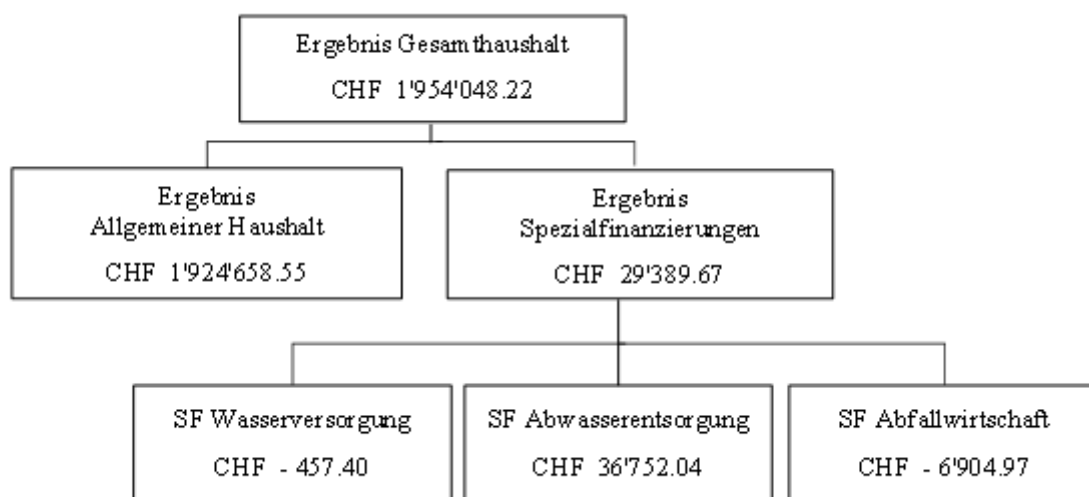 Ergebnis Gesamthaushalt
CHF 1'954'048.22
Ergebnis
Allgemeiner Haushalt
CHF 1'924'658.55
Ergebnis
Spezialfinanzierungen
CHF 29'389.67
SF Wasserversorgung
CHF - 457.40
SF Abwasserentsorgung
CHF 36'752.04
SF Abfallwirtschaft
CHF - 6'904.97